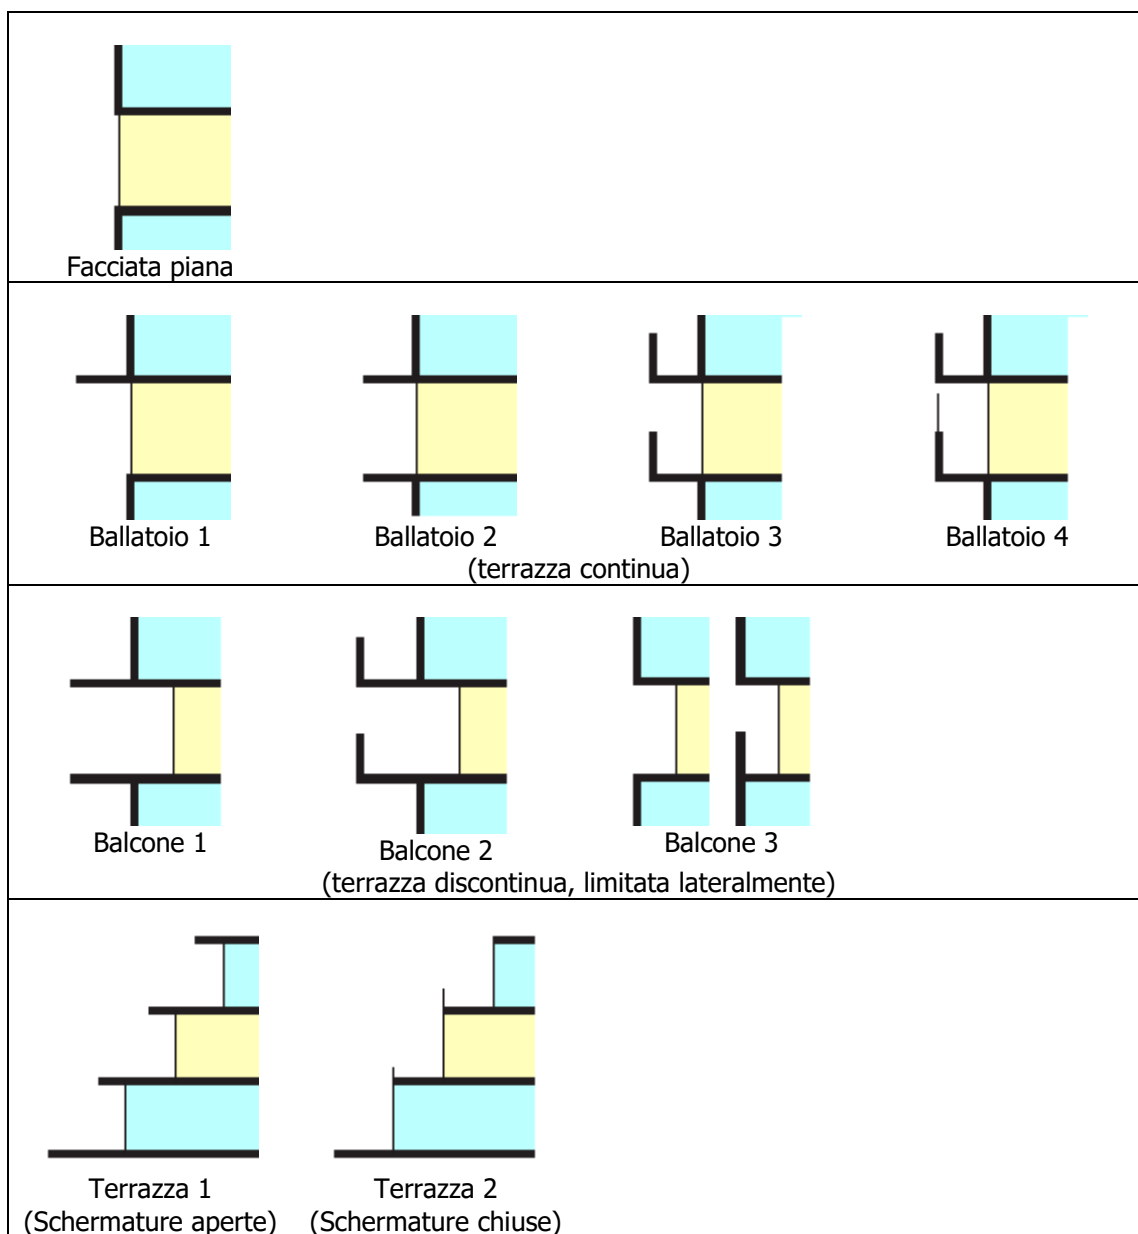 Facciata piana
Ballatoio 1 Ballatoio 2 Ballatoio 3 Ballatoio 4
(terrazza continua)
Balcone 1 Balcone 2 Balcone 3
(terrazza discontinua, limitata lateralmente)
Terrazza 1 Terrazza 2
(Schermature aperte) (Schermature chiuse)